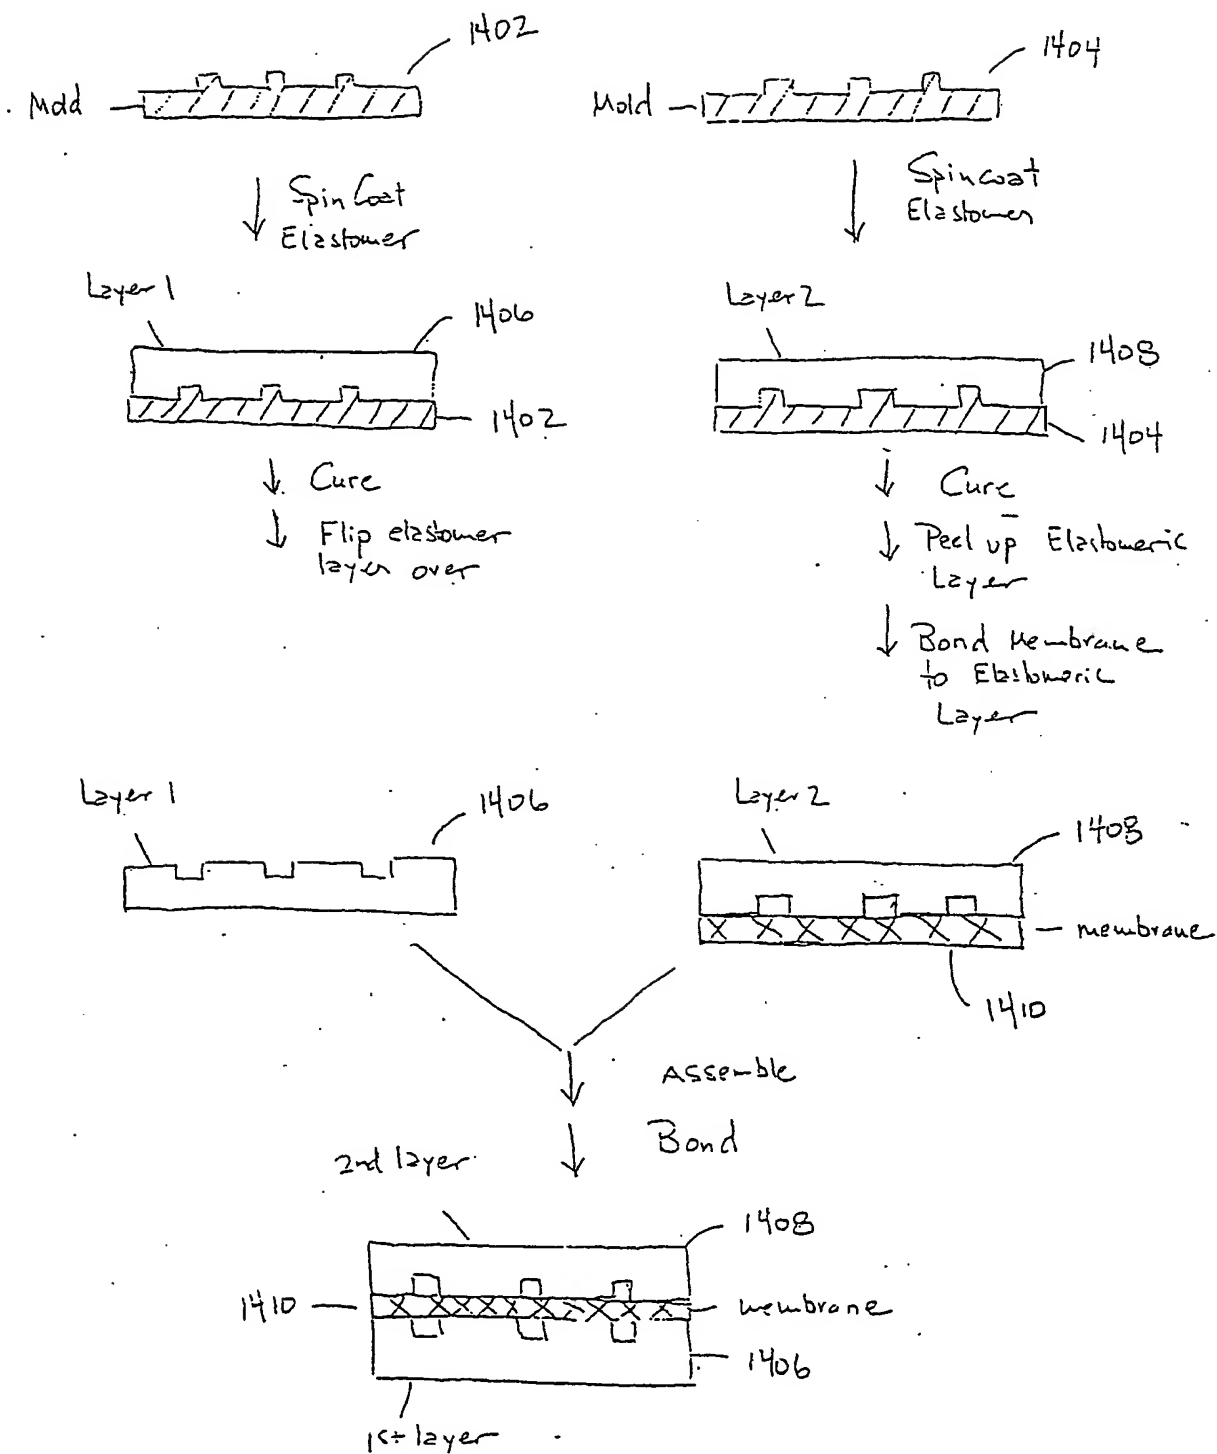 1402
Mold
1404
Mold
Spin Coat
Elastomer
Spincoat
Elastomer
Layer 1
1406
1402
Layer 2
1408
1404
Cure
Flip elastomer
layer over
Cure
Peel up Elastomeric
Layer
Bond Membrane
to Elastomeric
Layer
Layer 1
1406
Layer 2
1408
membrane
1410
Assemble
Bond
2nd layer
1408
1410
membrane
1406
1st layer